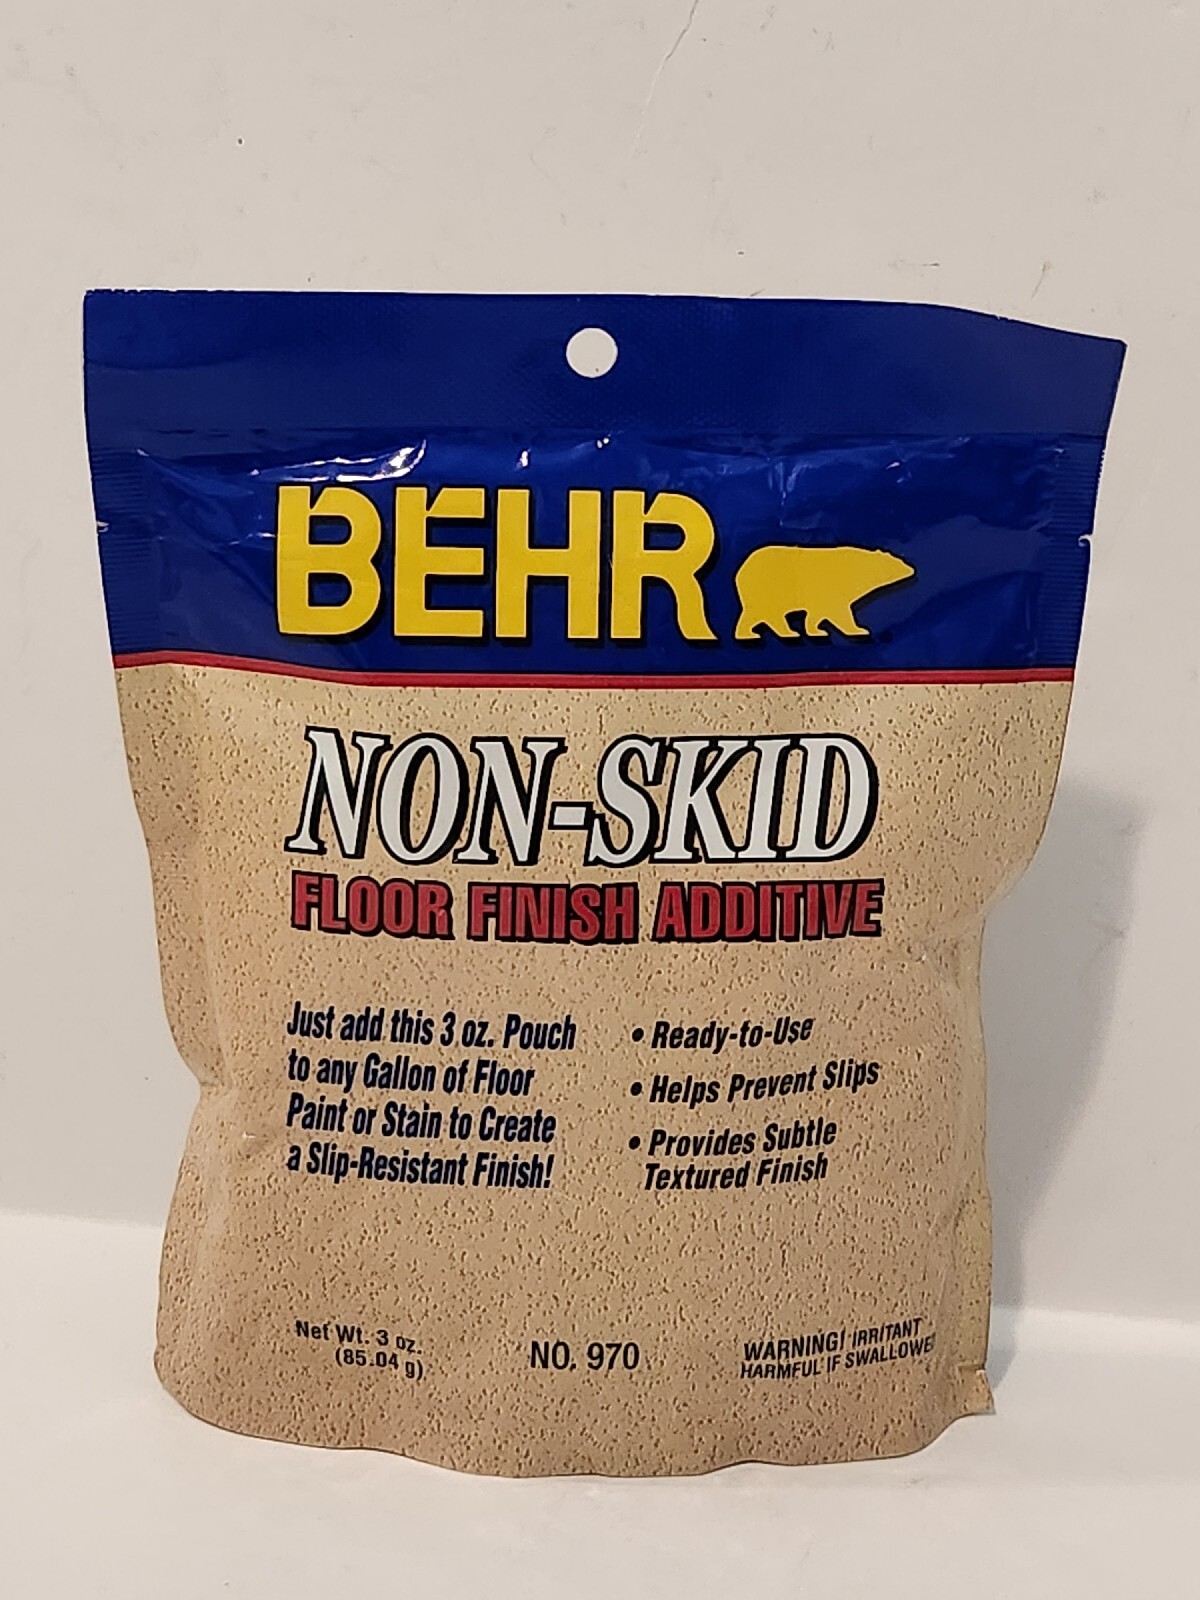 BEHR
NON-SKID
FLOOR FINISH ADDITIVE
Just add this 3 oz. Pouch
to any Gallon of Floor
Paint or Stain to Create
a Slip-Resistant Finish!
• Ready-to-Use
• Helps Prevent Slips
• Provides Subtle
Textured Finish
Net Wt. 3 oz.
(85.04 g)
NO. 970
WARNING! IRRITANT
HARMFUL IF SWALLOWE